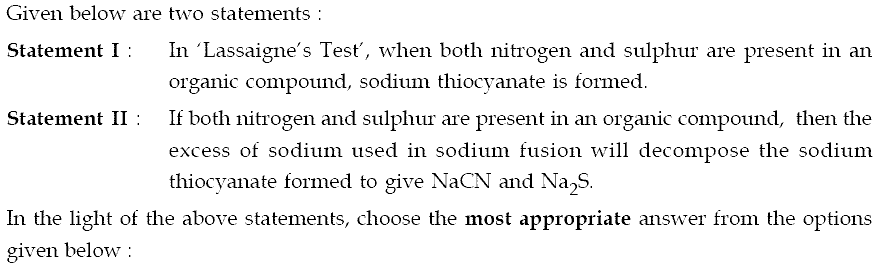 Given below are two statements :
Statement I : In ‘Lassaigne’s Test’, when both nitrogen and sulphur are present in an
organic compound, sodium thiocyanate is formed.
Statement II : If both nitrogen and sulphur are present in an organic compound, then the
excess of sodium used in sodium fusion will decompose the sodium
thiocyanate formed to give NaCN and Na₂S.
In the light of the above statements, choose the most appropriate answer from the options
given below :